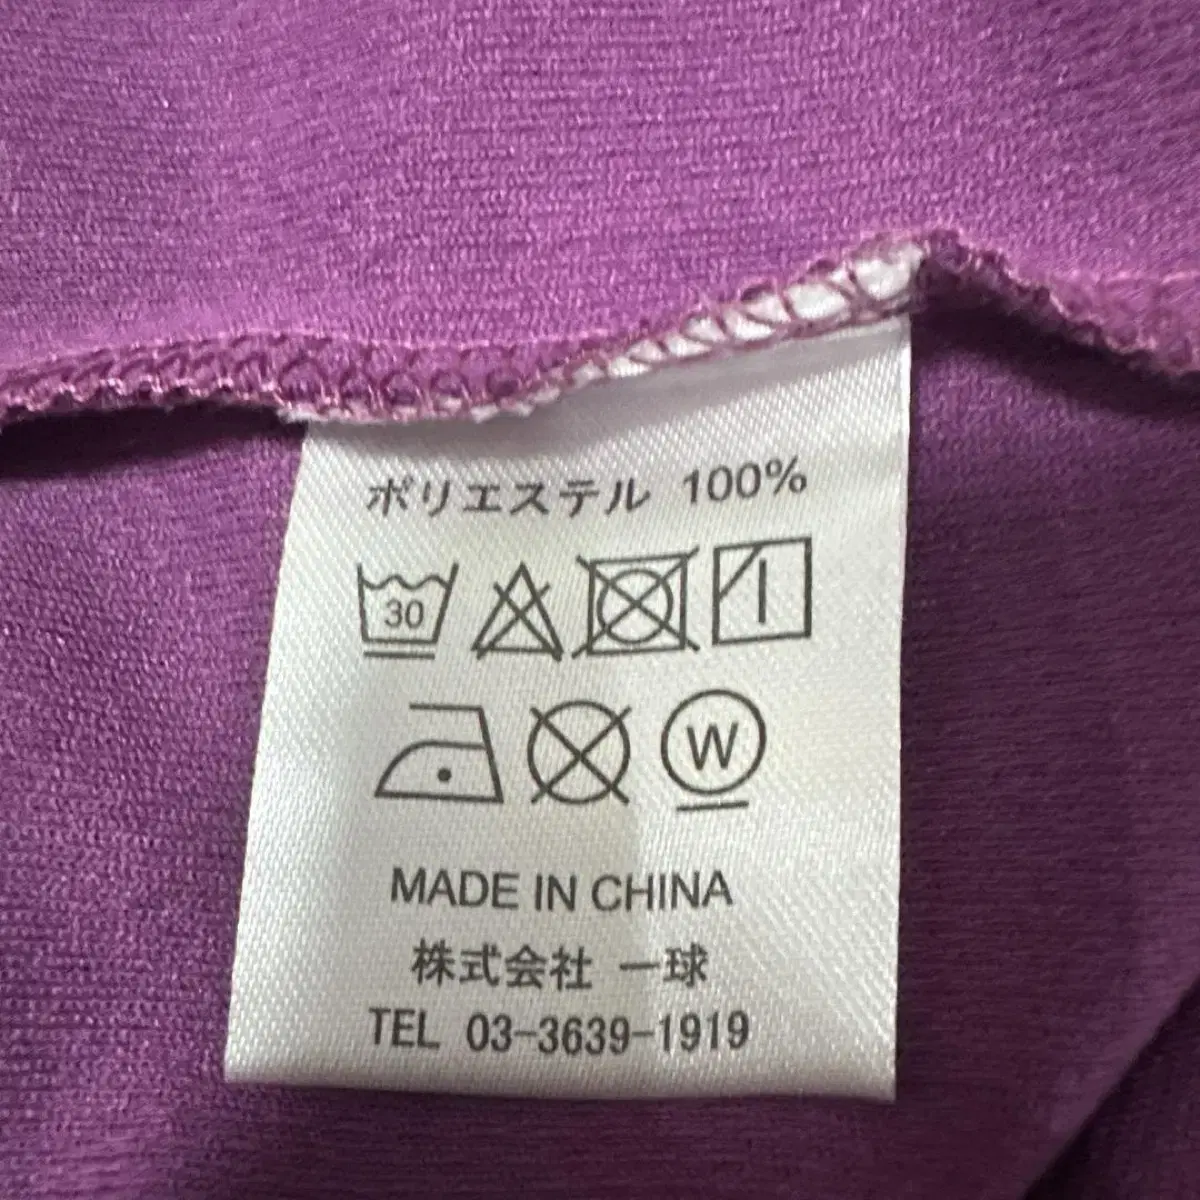 ポリエステル 100%
30
W
MADE IN CHINA
株式会社 一球
TEL 03-3639-1919